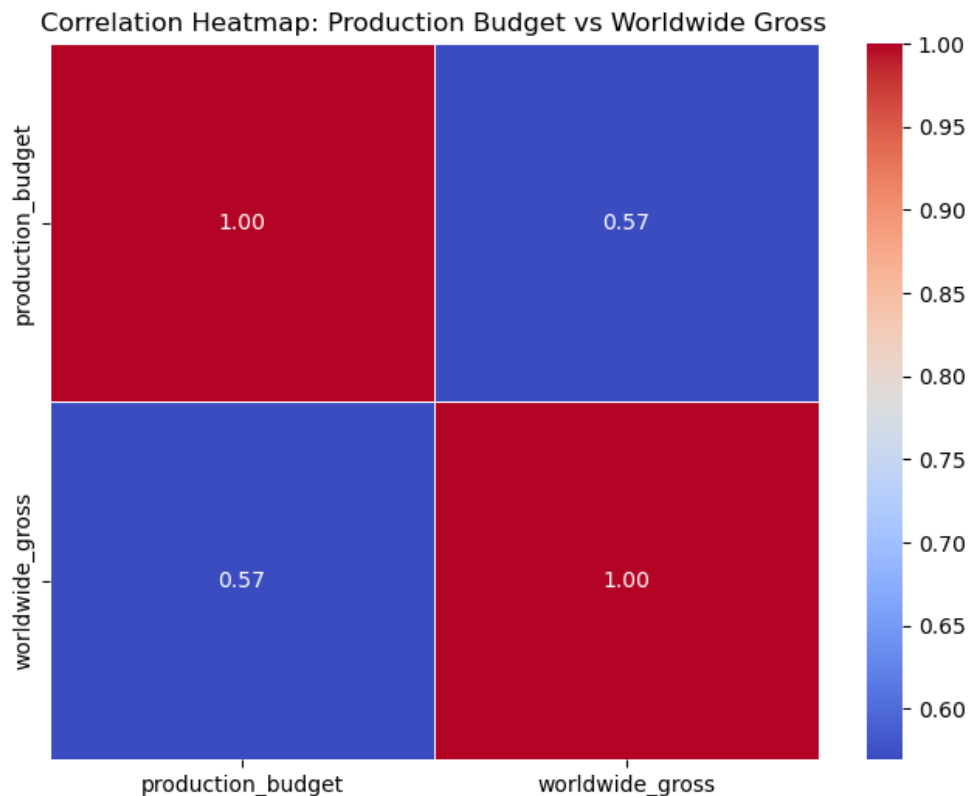 Correlation Heatmap: Production Budget vs Worldwide Gross
production_budget
1.00
0.57
worldwide_gross
0.57
1.00
production_budget
worldwide_gross
1.00
0.95
0.90
0.85
0.80
0.75
0.70
0.65
0.60